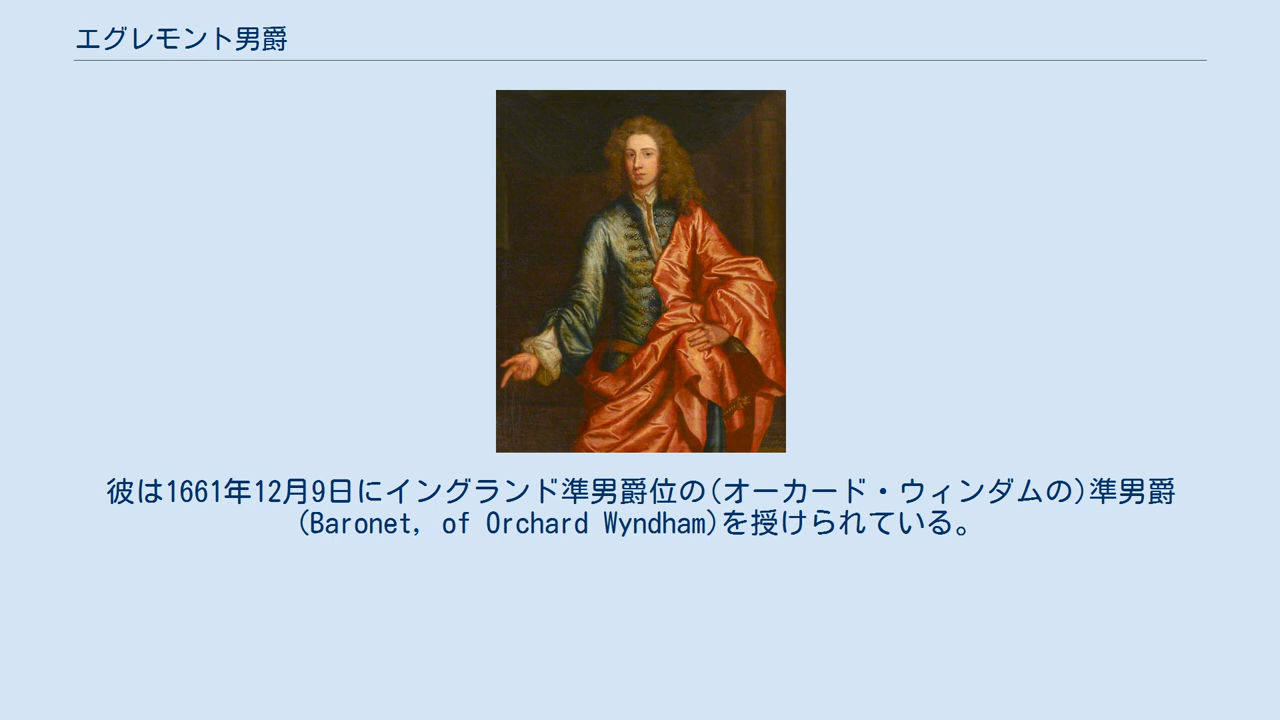 エグレモント男爵
彼は1661年12月9日にイングランド準男爵位の(オーカード・ウィンダムの)準男爵
(Baronet, of Orchard Wyndham)を授けられている。